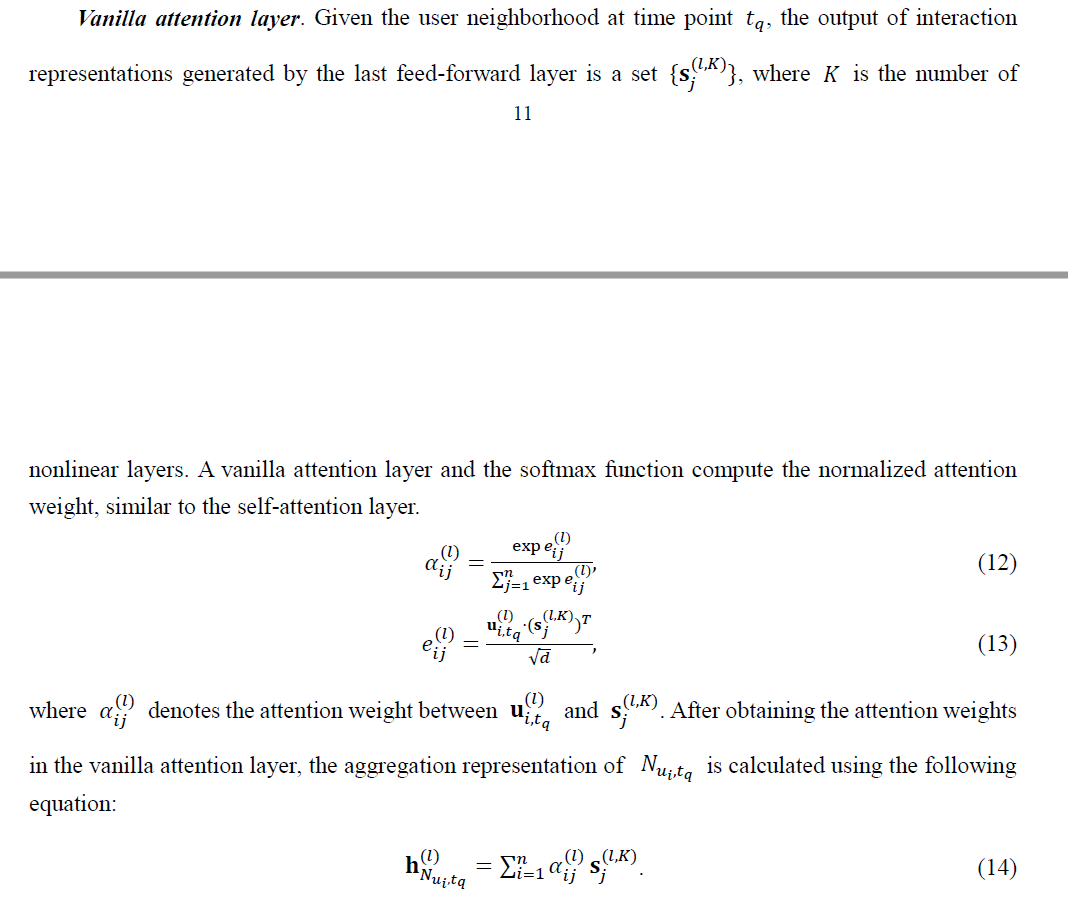 Vanilla attention layer. Given the user neighborhood at time point $t_q$, the output of interaction
representations generated by the last feed-forward layer is a set $\{\mathbf{s}_j^{(l,K)}\}$, where $K$ is the number of
11
nonlinear layers. A vanilla attention layer and the softmax function compute the normalized attention
weight, similar to the self-attention layer.
$\alpha_{ij}^{(l)} = \frac{\exp e_{ij}^{(l)}}{\sum_{j=1}^{n} \exp e_{ij}^{(l)}},$ (12)
$e_{ij}^{(l)} = \frac{\mathbf{u}_{i,t_q}^{(l)} \cdot (\mathbf{s}_j^{(l,K)})^T}{\sqrt{d}},$ (13)
where $\alpha_{ij}^{(l)}$ denotes the attention weight between $\mathbf{u}_{i,t_q}^{(l)}$ and $\mathbf{s}_j^{(l,K)}$. After obtaining the attention weights
in the vanilla attention layer, the aggregation representation of $N_{u_i,t_q}$ is calculated using the following
equation:
$\mathbf{h}_{N_{u_i,t_q}}^{(l)} = \sum_{i=1}^{n} \alpha_{ij}^{(l)} \mathbf{s}_j^{(l,K)}.$ (14)